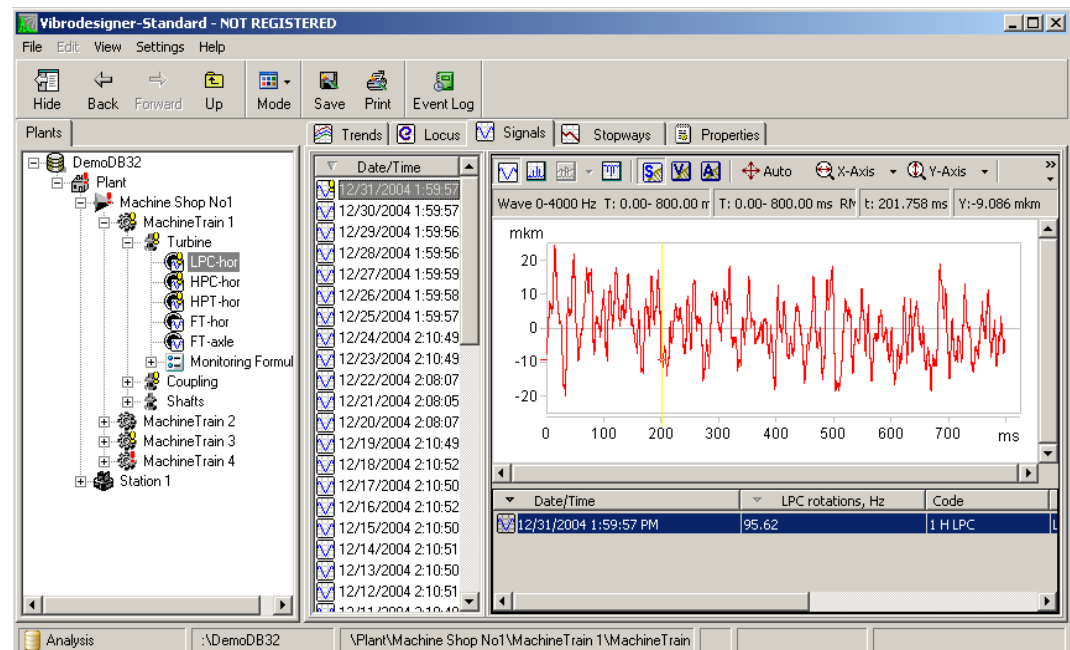 Vibrodesigner-Standard - NOT REGISTERED
File Edit View Settings Help
Hide Back Forward Up Mode Save Print Event Log
Plants
Trends Locus Signals Stopways Properties
DemoDB32
Plant
Machine Shop No1
MachineTrain 1
Turbine
LPC-hor
HPC-hor
HPT-hor
FT-hor
FT-axle
Monitoring Formul
Coupling
Shafts
MachineTrain 2
MachineTrain 3
MachineTrain 4
Station 1
Date/Time
12/31/2004 1:59:57
12/30/2004 1:59:57
12/29/2004 1:59:56
12/28/2004 1:59:56
12/27/2004 1:59:59
12/26/2004 1:59:58
12/25/2004 1:59:57
12/24/2004 2:10:49
12/23/2004 2:10:49
12/22/2004 2:08:07
12/21/2004 2:08:05
12/20/2004 2:08:07
12/19/2004 2:10:49
12/18/2004 2:10:52
12/17/2004 2:10:50
12/16/2004 2:10:52
12/15/2004 2:10:50
12/14/2004 2:10:51
12/13/2004 2:10:50
12/12/2004 2:10:51
S V A Auto X-Axis Y-Axis »
Wave 0-4000 Hz T: 0.00- 800.00 r T: 0.00- 800.00 ms t: 201.758 ms Y:-9.086 mkm
mkm
20
10
0
-10
-20
0 100 200 300 400 500 600 700 ms
Date/Time LPC rotations, Hz Code
12/31/2004 1:59:57 PM 95.62 1 H LPC
Analysis :\DemoDB32 \Plant\Machine Shop No1\MachineTrain 1\MachineTrain